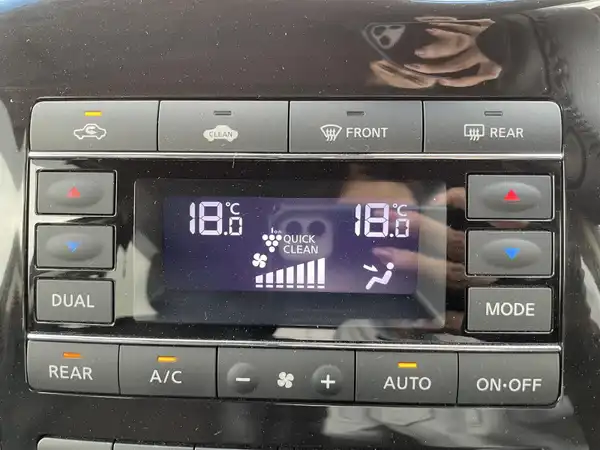 CLEAN
FRONT
REAR
18.0°C
18.0°C
QUICK
CLEAN
DUAL
MODE
REAR
A/C
− +
AUTO
ON·OFF